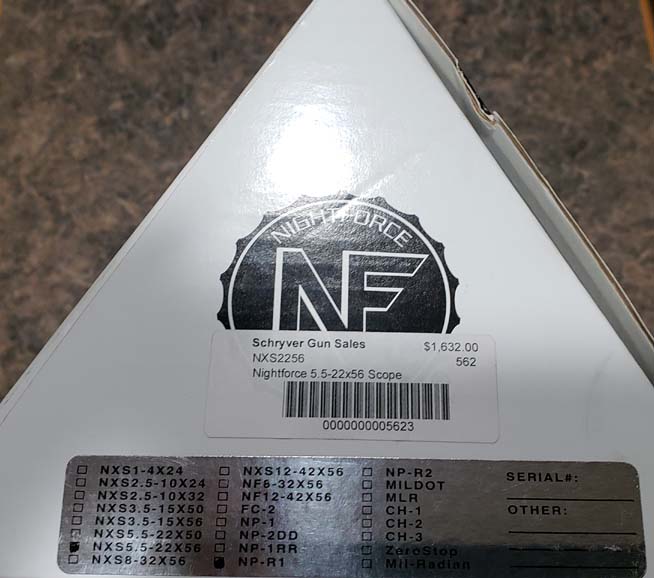 NIGHTFORCE
NF
Schryver Gun Sales $1,632.00
NXS2256 562
Nightforce 5.5-22x56 Scope
0000000005623
NXS1-4X24 NXS12-42X56 NP-R2 SERIAL#:
NXS2.5-10X24 NF8-32X56 MILDOT
NXS2.5-10X32 NF12-42X56 MLR OTHER:
NXS3.5-15X50 FC-2 CH-1
NXS3.5-15X56 NP-1 CH-2
NXS5.5-22X50 NP-2DD CH-3
NXS5.5-22X56 NP-1RR ZeroStop
NXS8-32X56 NP-R1 Mil-Radian